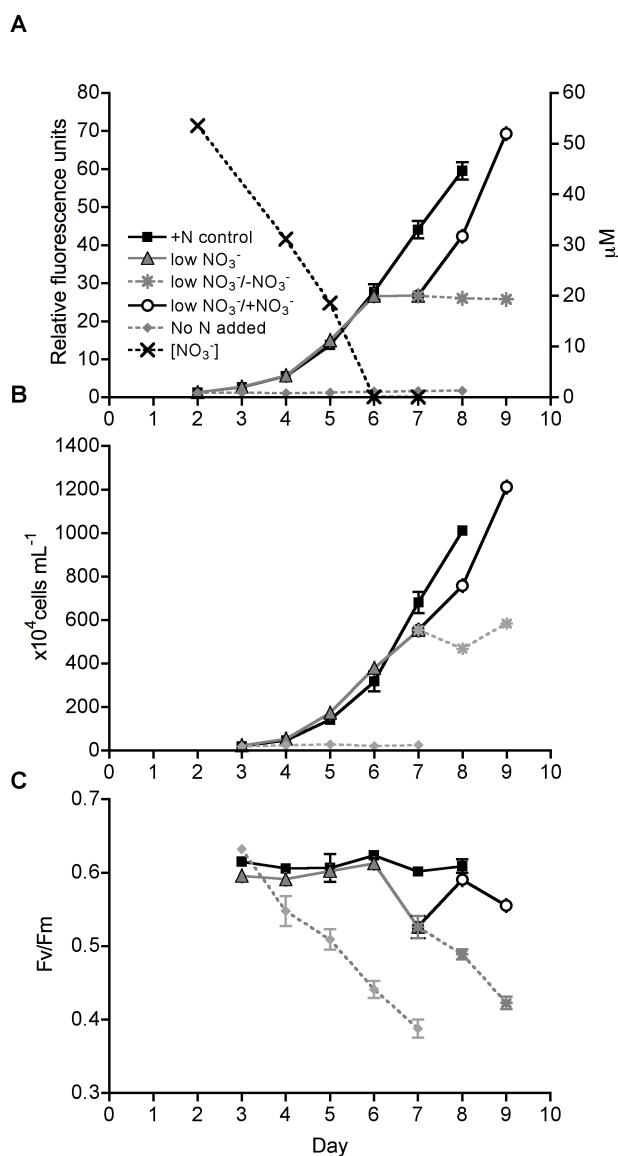 A
80
70
60
50
40
30
20
10
0
Relative fluorescence units
60
50
40
30
20
10
0
µM
+N control
low NO₃⁻
low NO₃⁻/-NO₃⁻
low NO₃⁻/+NO₃⁻
No N added
[NO₃⁻]
0 1 2 3 4 5 6 7 8 9 10
B
1400
1200
1000
800
600
400
200
0
x10⁴cells mL⁻¹
0 1 2 3 4 5 6 7 8 9 10
C
0.7
0.6
0.5
0.4
0.3
Fv/Fm
0 1 2 3 4 5 6 7 8 9 10
Day